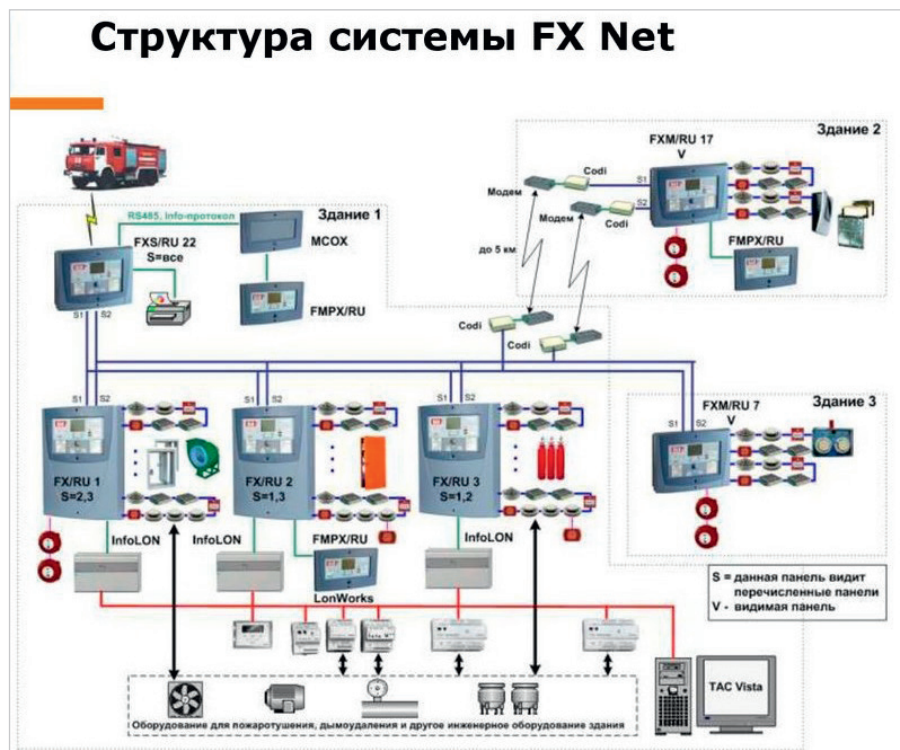 Структура системы FX Net
Здание 2
FXM/RU 17
V
Codi
S1
Модем
S2
Модем
Codi
до 5 км
FMPX/RU
RS485, Info-протокол
Здание 1
MCOX
FXS/RU 22
S=все
FMPX/RU
S1 S2
Codi
Codi
S1 S2
S1 S2
S1 S2
FXM/RU 7
V
Здание 3
S1 S2
FX/RU 1
S=2,3
FX/RU 2
S=1,3
FX/RU 3
S=1,2
InfoLON
InfoLON
FMPX/RU
InfoLON
LonWorks
S = данная панель видит
перечисленные панели
V - видимая панель
TAC Vista
Оборудование для пожаротушения, дымоудаления и другое инженерное оборудование здания